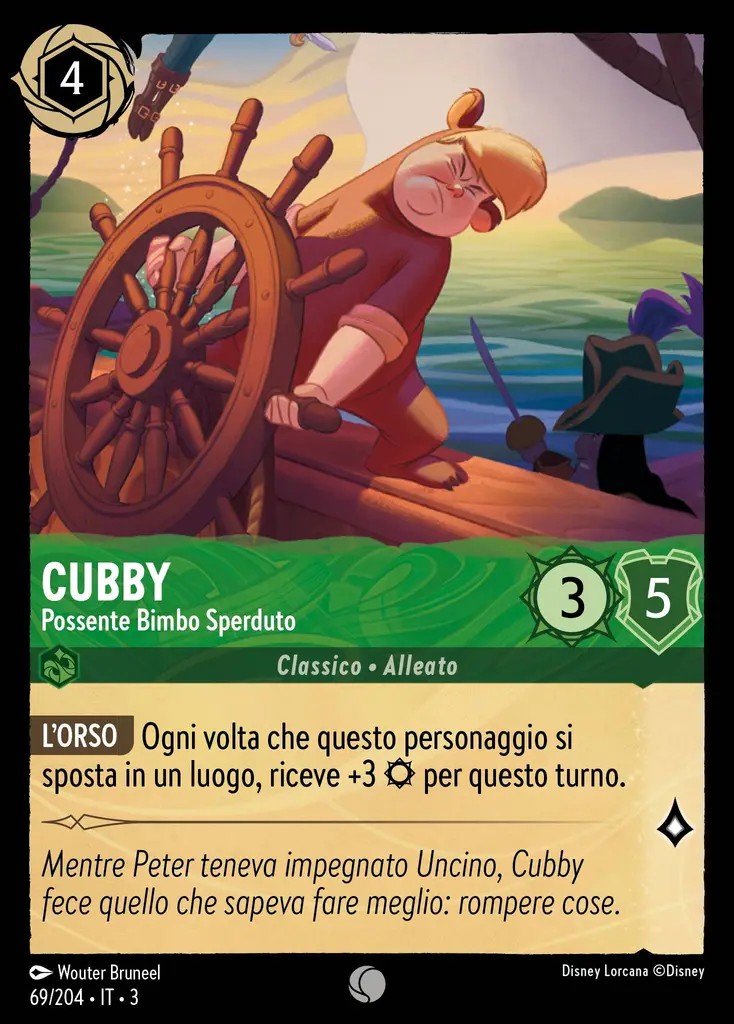 4
CUBBY
Possente Bimbo Sperduto
3
5
Classico • Alleato
L'ORSO Ogni volta che questo personaggio si
sposta in un luogo, riceve +3 per questo turno.
Mentre Peter teneva impegnato Uncino, Cubby
fece quello che sapeva fare meglio: rompere cose.
Wouter Bruneel
Disney Lorcana ©Disney
69/204 • IT • 3